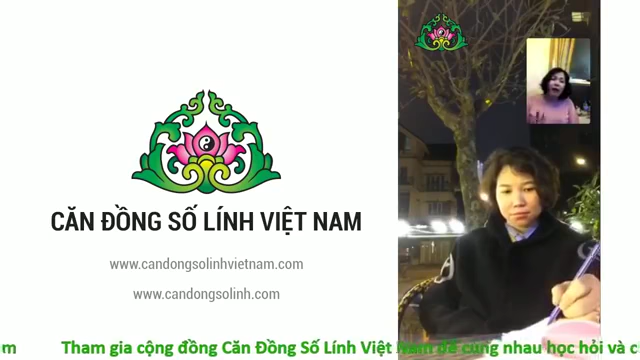 CĂN ĐỒNG SỐ LÍNH VIỆT NAM
www.candongsolinhvietnam.com
www.candongsolinh.com
Tham gia cộng đồng Căn Đồng Số Lính Việt Nam để cùng nhau học hỏi và c